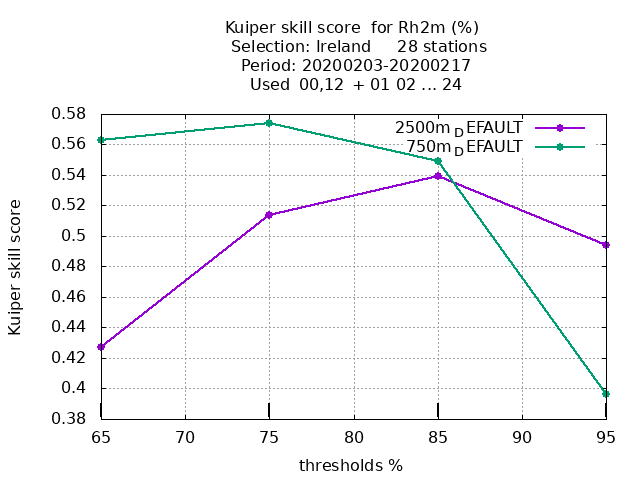 Kuiper skill score for Rh2m (%)
Selection: Ireland 28 stations
Period: 20200203-20200217
Used 00,12 + 01 02 ... 24
2500m_DEFAULT
750m_DEFAULT
0.58
0.56
0.54
0.52
0.5
0.48
0.46
0.44
0.42
0.4
0.38
Kuiper skill score
65 70 75 80 85 90 95
thresholds %